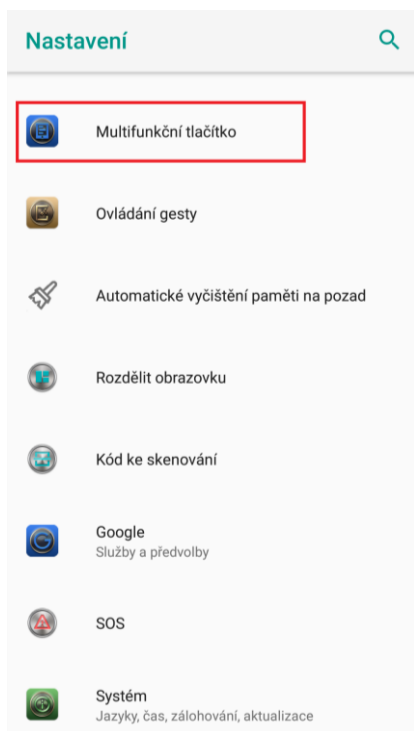 Nastavení
Multifunkční tlačítko
Ovládání gesty
Automatické vyčištění paměti na pozad
Rozdělit obrazovku
Kód ke skenování
Google
Služby a předvolby
SOS
Systém
Jazyky, čas, zálohování, aktualizace